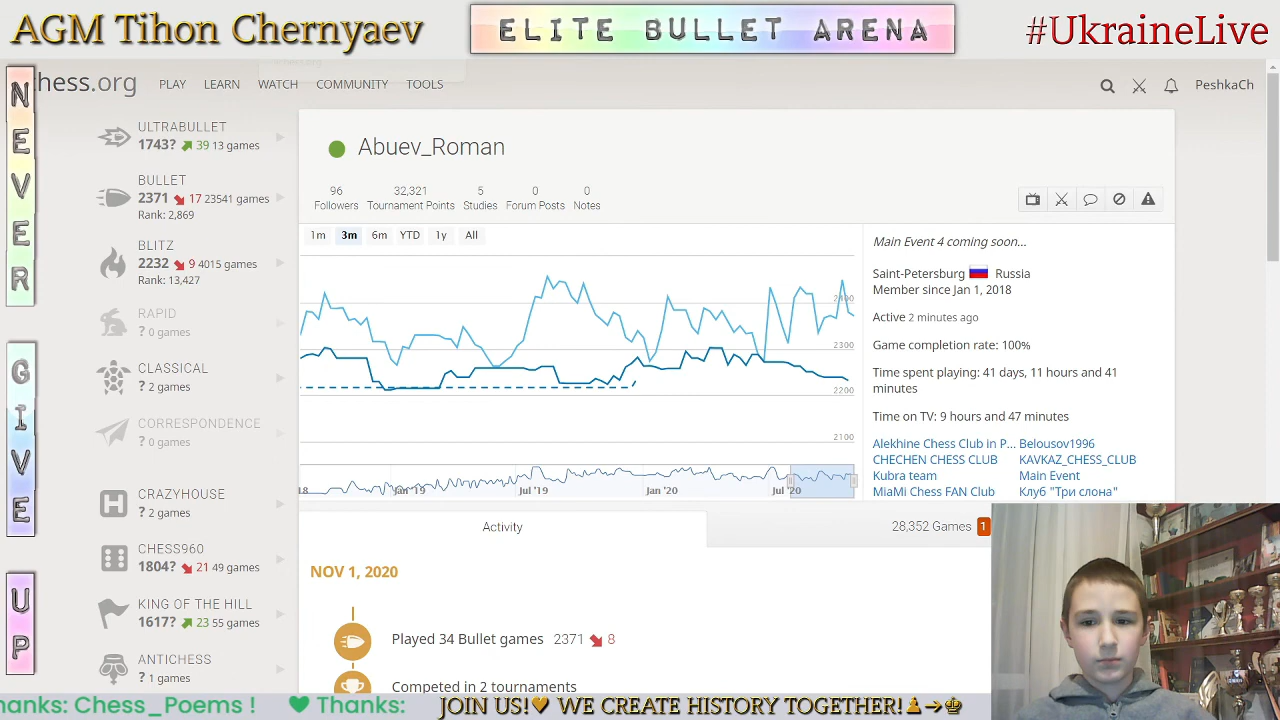 AGM Tihon Chernyaev
ELITE BULLET ARENA
#UkraineLive
NEVER
GIVE
UP
hess.org
PLAY LEARN WATCH COMMUNITY TOOLS
PeshkaCh
ULTRABULLET
1743? 39 13 games
BULLET
2371 17 23541 games
Rank: 2,869
BLITZ
2232 9 4015 games
Rank: 13,427
RAPID
? 0 games
CLASSICAL
? 2 games
CORRESPONDENCE
? 0 games
CRAZYHOUSE
? 2 games
CHESS960
1804? 21 49 games
KING OF THE HILL
1617? 23 55 games
ANTICHESS
? 1 games
Abuev_Roman
96 32,321 5 0 0
Followers Tournament Points Studies Forum Posts Notes
1m 3m 6m YTD 1y All
2400
2300
2200
2100
18 Jan '19 Jul '19 Jan '20 Jul '20
Main Event 4 coming soon...
Saint-Petersburg Russia
Member since Jan 1, 2018
Active 2 minutes ago
Game completion rate: 100%
Time spent playing: 41 days, 11 hours and 41
minutes
Time on TV: 9 hours and 47 minutes
Alekhine Chess Club in P... Belousov1996
CHECHEN CHESS CLUB KAVKAZ_CHESS_CLUB
Kubra team Main Event
MiaMi Chess FAN Club Клуб "Три слона"
Activity
28,352 Games 1
NOV 1, 2020
Played 34 Bullet games 2371 8
Competed in 2 tournaments
hanks: Chess_Poems ! Thanks:
JOIN US! WE CREATE HISTORY TOGETHER!